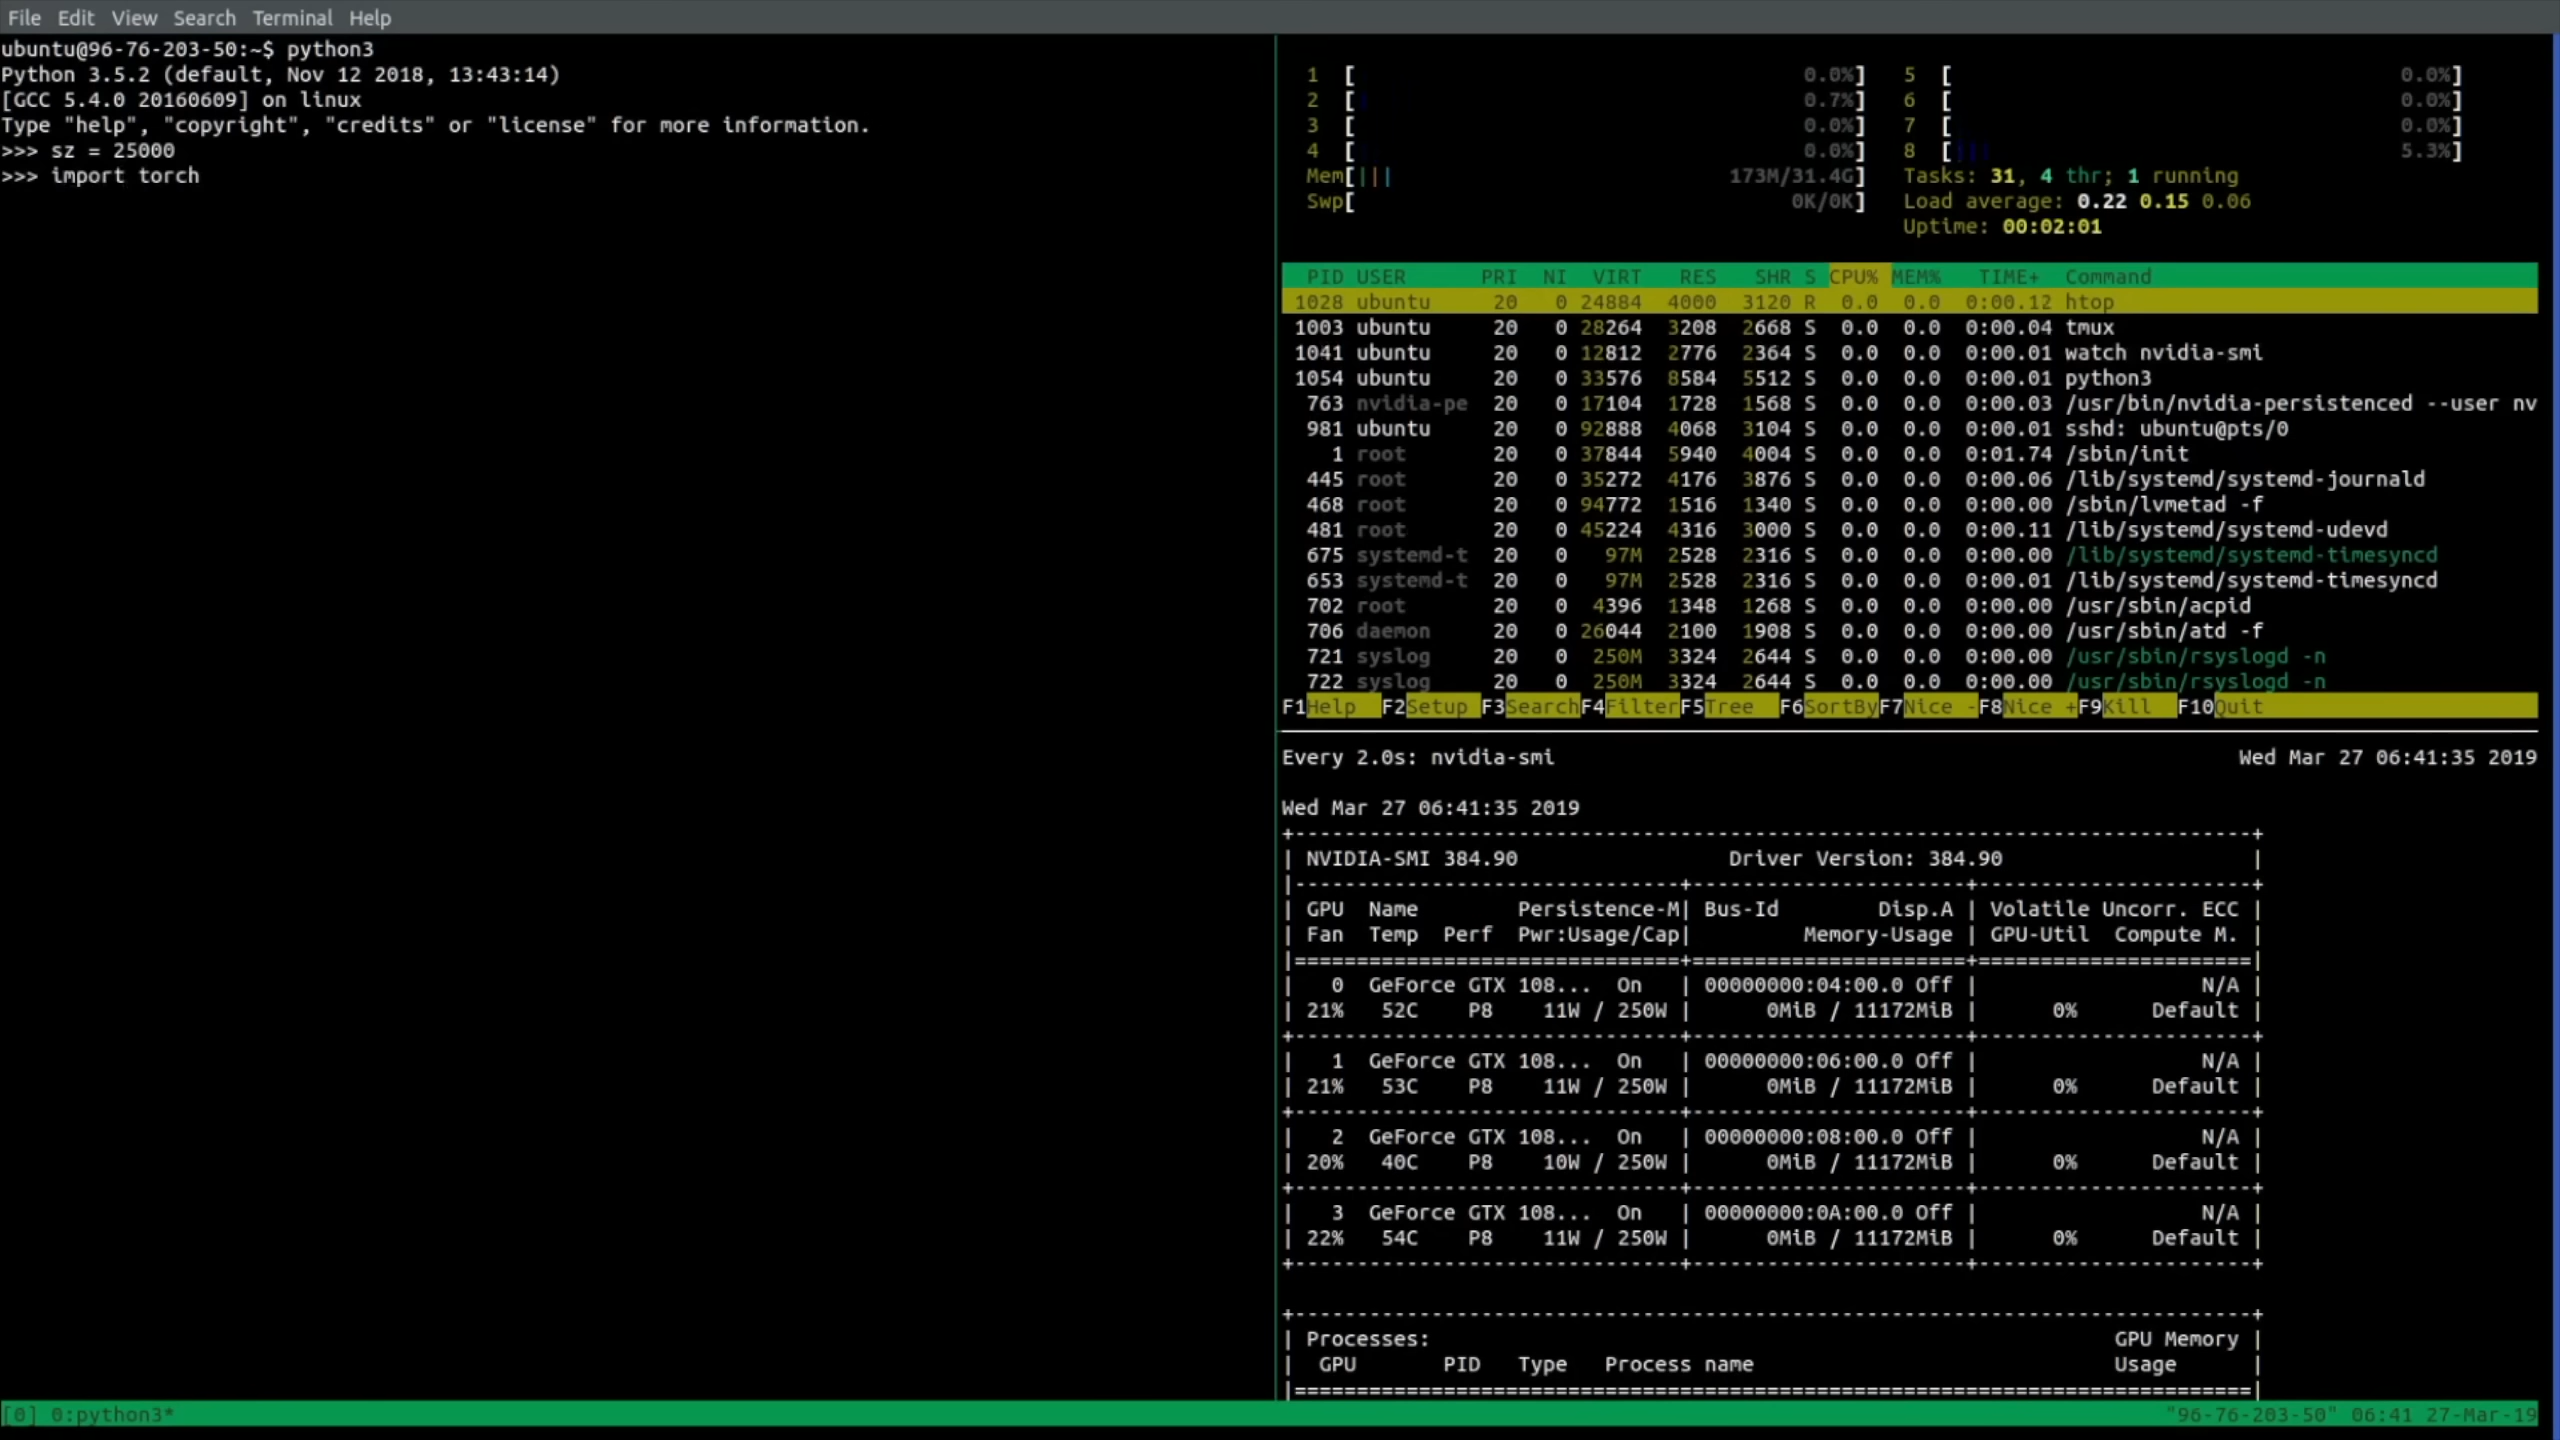 File Edit View Search Terminal Help
ubuntu@96-76-203-50:~$ python3
Python 3.5.2 (default, Nov 12 2018, 13:43:14)
[GCC 5.4.0 20160609] on linux
Type "help", "copyright", "credits" or "license" for more information.
>>> sz = 25000
>>> import torch
1 [ 0.0%] 5 [ 0.0%]
2 [ 0.7%] 6 [ 0.0%]
3 [ 0.0%] 7 [ 0.0%]
4 [ 0.0%] 8 [||| 5.3%]
Mem[||| 173M/31.4G] Tasks: 31, 4 thr; 1 running
Swp[ 0K/0K] Load average: 0.22 0.15 0.06
Uptime: 00:02:01
PID USER PRI NI VIRT RES SHR S CPU% MEM% TIME+ Command
1028 ubuntu 20 0 24884 4000 3120 R 0.0 0.0 0:00.12 htop
1003 ubuntu 20 0 28264 3208 2668 S 0.0 0.0 0:00.04 tmux
1041 ubuntu 20 0 12812 2776 2364 S 0.0 0.0 0:00.01 watch nvidia-smi
1054 ubuntu 20 0 33576 8584 5512 S 0.0 0.0 0:00.01 python3
763 nvidia-pe 20 0 17104 1728 1568 S 0.0 0.0 0:00.03 /usr/bin/nvidia-persistenced --user nv
981 ubuntu 20 0 92888 4068 3104 S 0.0 0.0 0:00.01 sshd: ubuntu@pts/0
1 root 20 0 37844 5940 4004 S 0.0 0.0 0:01.74 /sbin/init
445 root 20 0 35272 4176 3876 S 0.0 0.0 0:00.06 /lib/systemd/systemd-journald
468 root 20 0 94772 1516 1340 S 0.0 0.0 0:00.00 /sbin/lvmetad -f
481 root 20 0 45224 4316 3000 S 0.0 0.0 0:00.11 /lib/systemd/systemd-udevd
675 systemd-t 20 0 97M 2528 2316 S 0.0 0.0 0:00.00 /lib/systemd/systemd-timesyncd
653 systemd-t 20 0 97M 2528 2316 S 0.0 0.0 0:00.01 /lib/systemd/systemd-timesyncd
702 root 20 0 4396 1348 1268 S 0.0 0.0 0:00.00 /usr/sbin/acpid
706 daemon 20 0 26044 2100 1908 S 0.0 0.0 0:00.00 /usr/sbin/atd -f
721 syslog 20 0 250M 3324 2644 S 0.0 0.0 0:00.00 /usr/sbin/rsyslogd -n
722 syslog 20 0 250M 3324 2644 S 0.0 0.0 0:00.00 /usr/sbin/rsyslogd -n
F1Help F2Setup F3SearchF4FilterF5Tree F6SortByF7Nice -F8Nice +F9Kill F10Quit
Every 2.0s: nvidia-smi Wed Mar 27 06:41:35 2019
Wed Mar 27 06:41:35 2019
+-----------------------------------------------------------------------------+
| NVIDIA-SMI 384.90                 Driver Version: 384.90                    |
|-------------------------------+----------------------+----------------------+
| GPU  Name        Persistence-M| Bus-Id        Disp.A | Volatile Uncorr. ECC |
| Fan  Temp  Perf  Pwr:Usage/Cap|         Memory-Usage | GPU-Util  Compute M. |
|===============================+======================+======================|
|   0  GeForce GTX 108...  On   | 00000000:04:00.0 Off |                  N/A |
| 21%   52C    P8    11W / 250W |      0MiB / 11172MiB |      0%      Default |
+-------------------------------+----------------------+----------------------+
|   1  GeForce GTX 108...  On   | 00000000:06:00.0 Off |                  N/A |
| 21%   53C    P8    11W / 250W |      0MiB / 11172MiB |      0%      Default |
+-------------------------------+----------------------+----------------------+
|   2  GeForce GTX 108...  On   | 00000000:08:00.0 Off |                  N/A |
| 20%   40C    P8    10W / 250W |      0MiB / 11172MiB |      0%      Default |
+-------------------------------+----------------------+----------------------+
|   3  GeForce GTX 108...  On   | 00000000:0A:00.0 Off |                  N/A |
| 22%   54C    P8    11W / 250W |      0MiB / 11172MiB |      0%      Default |
+-------------------------------+----------------------+----------------------+
+-----------------------------------------------------------------------------+
| Processes:                                                       GPU Memory |
|  GPU       PID   Type   Process name                             Usage      |
|=============================================================================|
[0] 0:python3* "96-76-203-50" 06:41 27-Mar-19